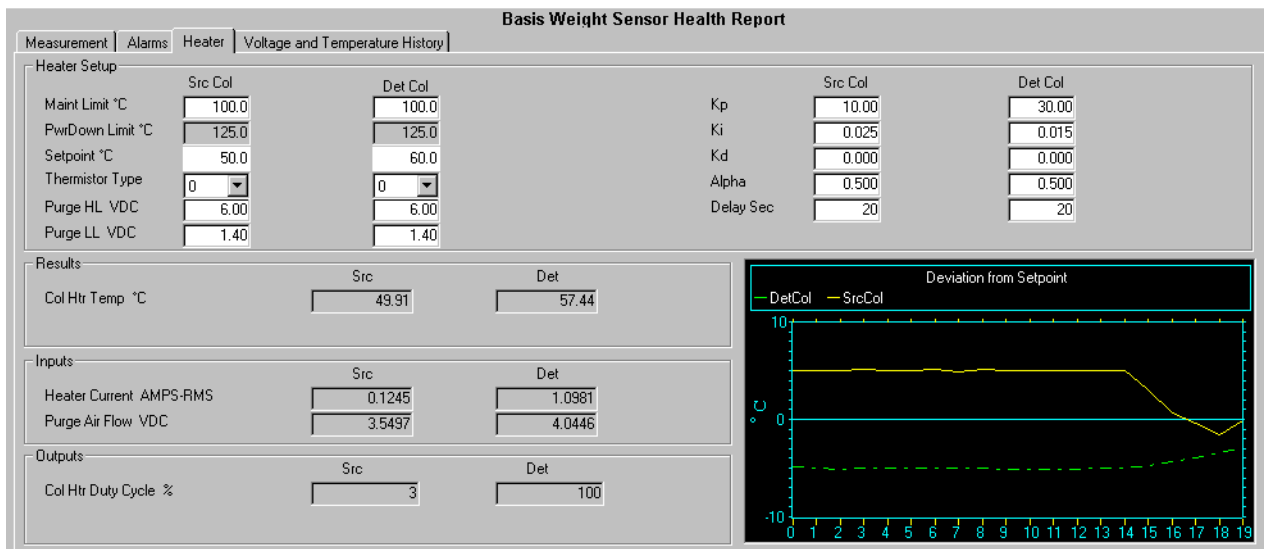 Basis Weight Sensor Health Report
Measurement Alarms Heater Voltage and Temperature History
Heater Setup
Src Col Det Col Src Col Det Col
Maint Limit °C 100.0 100.0 Kp 10.00 30.00
PwrDown Limit °C 125.0 125.0 Ki 0.025 0.015
Setpoint °C 50.0 60.0 Kd 0.000 0.000
Thermistor Type 0 0 Alpha 0.500 0.500
Purge HL VDC 6.00 6.00 Delay Sec 20 20
Purge LL VDC 1.40 1.40
Results
Src Det
Col Htr Temp °C 49.91 57.44
Inputs
Src Det
Heater Current AMPS-RMS 0.1245 1.0981
Purge Air Flow VDC 3.5497 4.0446
Outputs
Src Det
Col Htr Duty Cycle % 3 100
Deviation from Setpoint
DetCol SrcCol
10
°C
0
-10
0 1 2 3 4 5 6 7 8 9 10 11 12 13 14 15 16 17 18 19